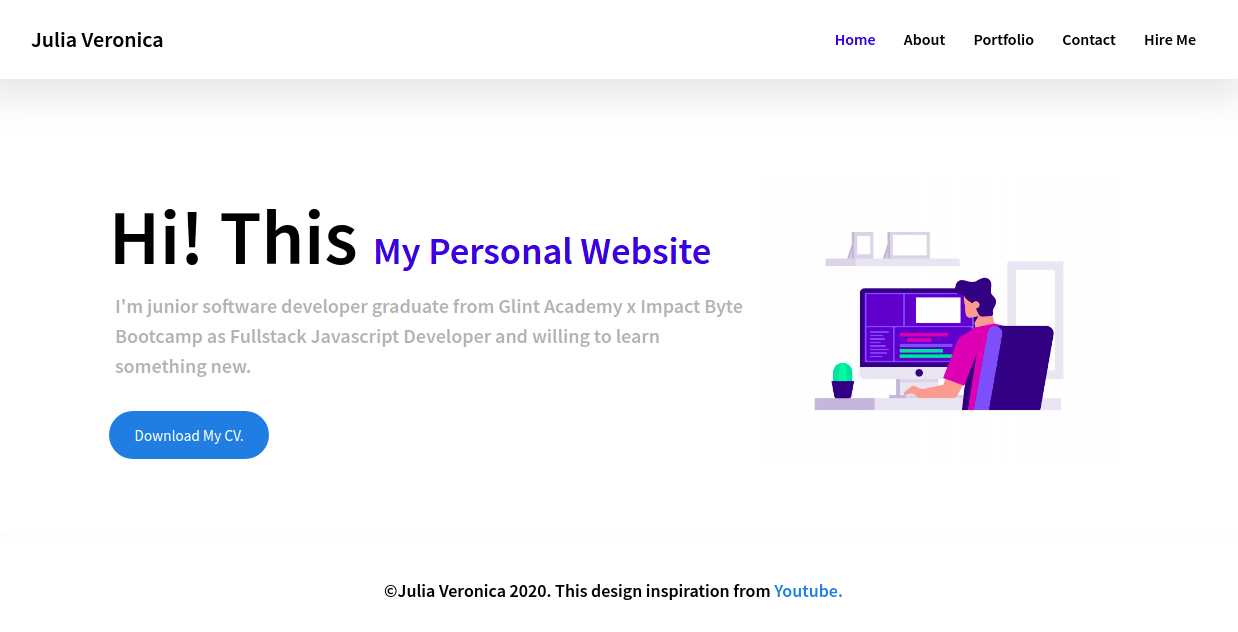 Julia Veronica
Home About Portfolio Contact Hire Me
Hi! This My Personal Website
I'm junior software developer graduate from Glint Academy x Impact Byte
Bootcamp as Fullstack Javascript Developer and willing to learn
something new.
Download My CV.
©Julia Veronica 2020. This design inspiration from Youtube.